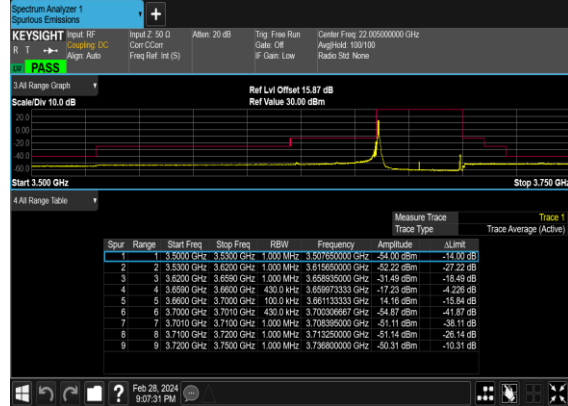 Spectrum Analyzer 1
Spurious Emissions
+
KEYSIGHT Input: RF Input Z: 50 Ω Atten: 20 dB Trig: Free Run Center Freq: 22.005000000 GHz
R T Coupling: DC Corr CCorr Gate: Off Avg|Hold: 100/100
Align: Auto Freq Ref: Int (S) IF Gain: Low Radio Std: None
PASS
3 All Range Graph Ref Lvl Offset 15.87 dB
Scale/Div 10.0 dB Ref Value 30.00 dBm
20.0
0.00
-20.0
-40.0
-60.0
Start 3.500 GHz Stop 3.750 GHz
4 All Range Table
Measure Trace Trace 1
Trace Type Trace Average (Active)
Spur Range Start Freq Stop Freq RBW Frequency Amplitude ΔLimit
1 1 3.5000 GHz 3.5300 GHz 1.000 MHz 3.507650000 GHz -54.00 dBm -14.00 dB
2 2 3.5300 GHz 3.6200 GHz 1.000 MHz 3.615650000 GHz -52.22 dBm -27.22 dB
3 3 3.6200 GHz 3.6590 GHz 1.000 MHz 3.658935000 GHz -31.49 dBm -18.49 dB
4 4 3.6590 GHz 3.6600 GHz 430.0 kHz 3.659973333 GHz -17.23 dBm -4.226 dB
5 5 3.6600 GHz 3.7000 GHz 100.0 kHz 3.661133333 GHz 14.16 dBm -15.84 dB
6 6 3.7000 GHz 3.7010 GHz 430.0 kHz 3.700306667 GHz -54.87 dBm -41.87 dB
7 7 3.7010 GHz 3.7100 GHz 1.000 MHz 3.708395000 GHz -51.11 dBm -38.11 dB
8 8 3.7100 GHz 3.7200 GHz 1.000 MHz 3.713250000 GHz -51.14 dBm -26.14 dB
9 9 3.7200 GHz 3.7500 GHz 1.000 MHz 3.736800000 GHz -50.31 dBm -10.31 dB
? Feb 28, 2024
9:07:31 PM